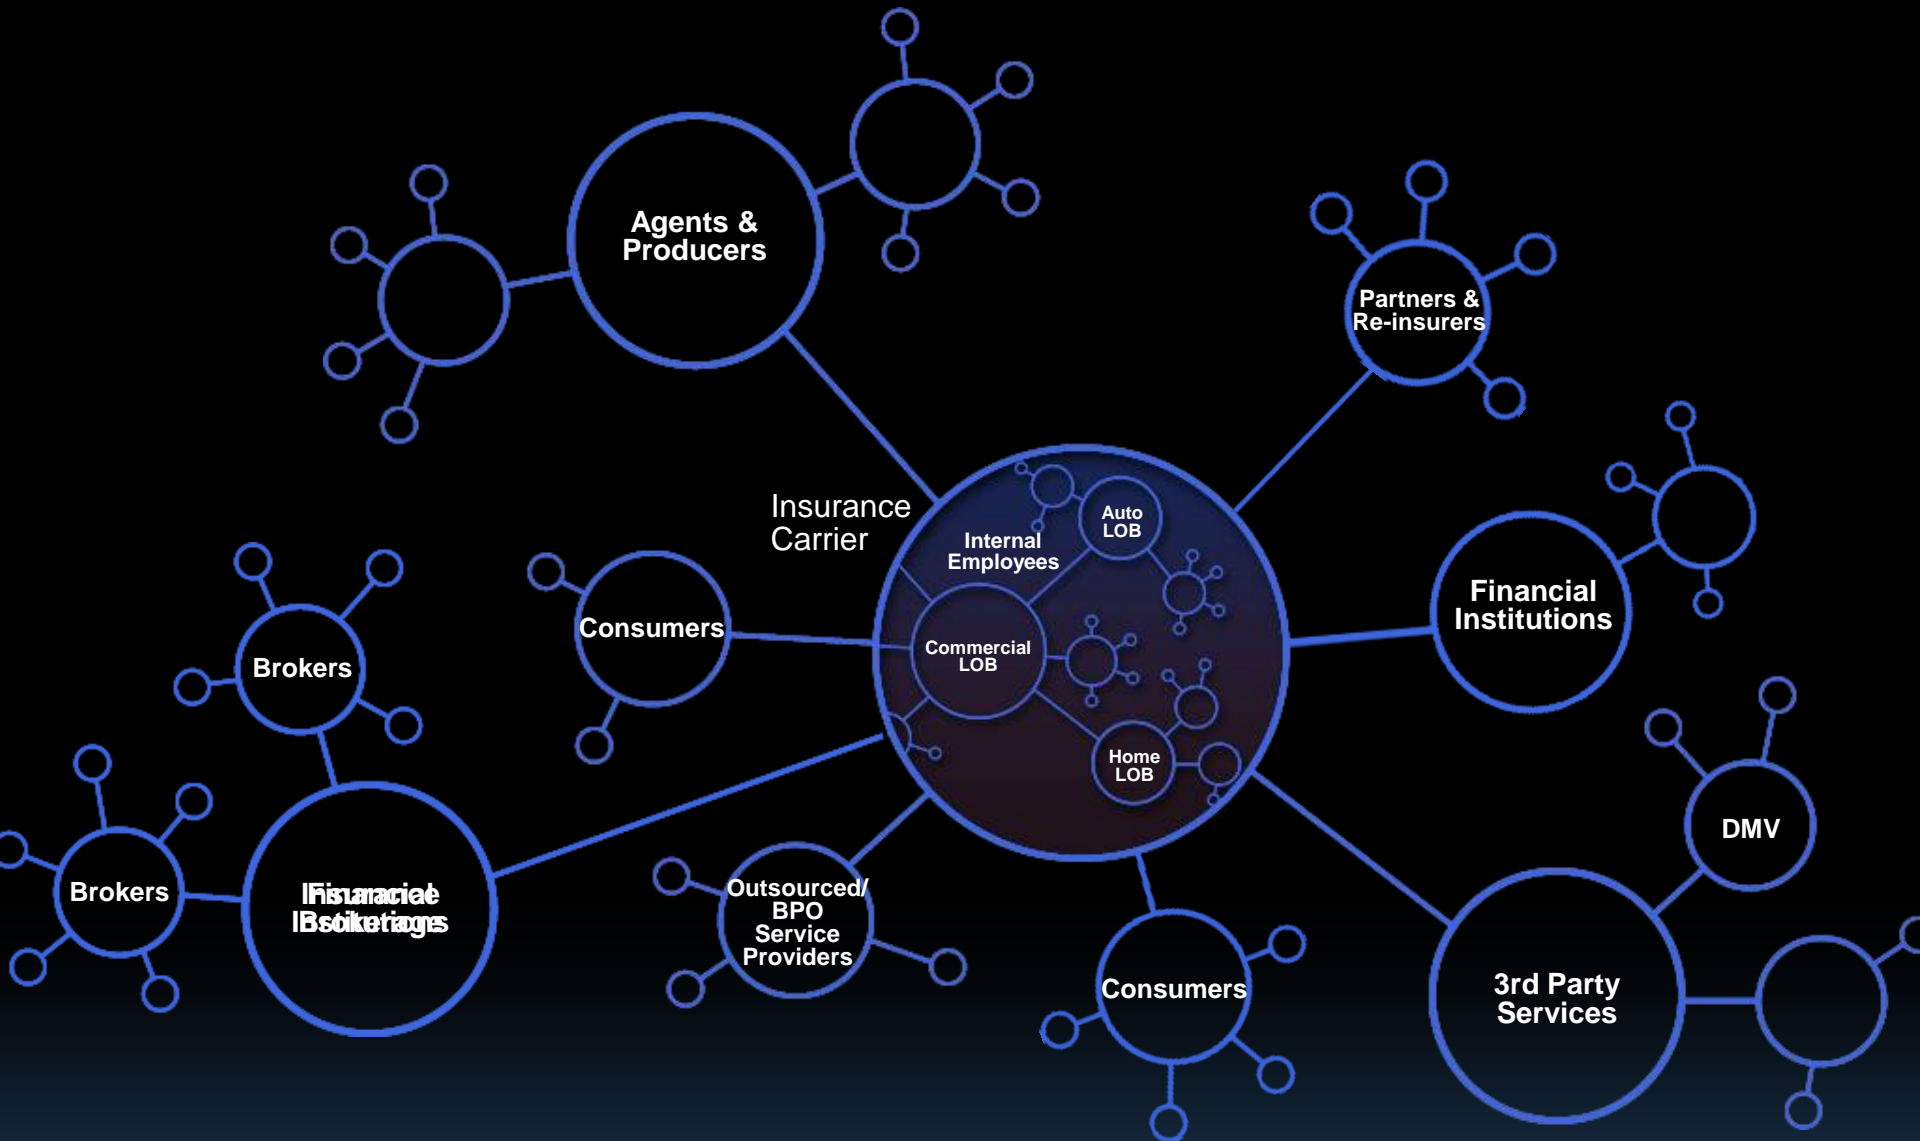 Agents &
Producers
Partners &
Re-insurers
Insurance
Carrier
Auto
LOB
Internal
Employees
Financial
Institutions
Consumers
Commercial
LOB
Brokers
Home
LOB
DMV
Brokers
Outsourced/
BPO
Service
Providers
Consumers
3rd Party
Services